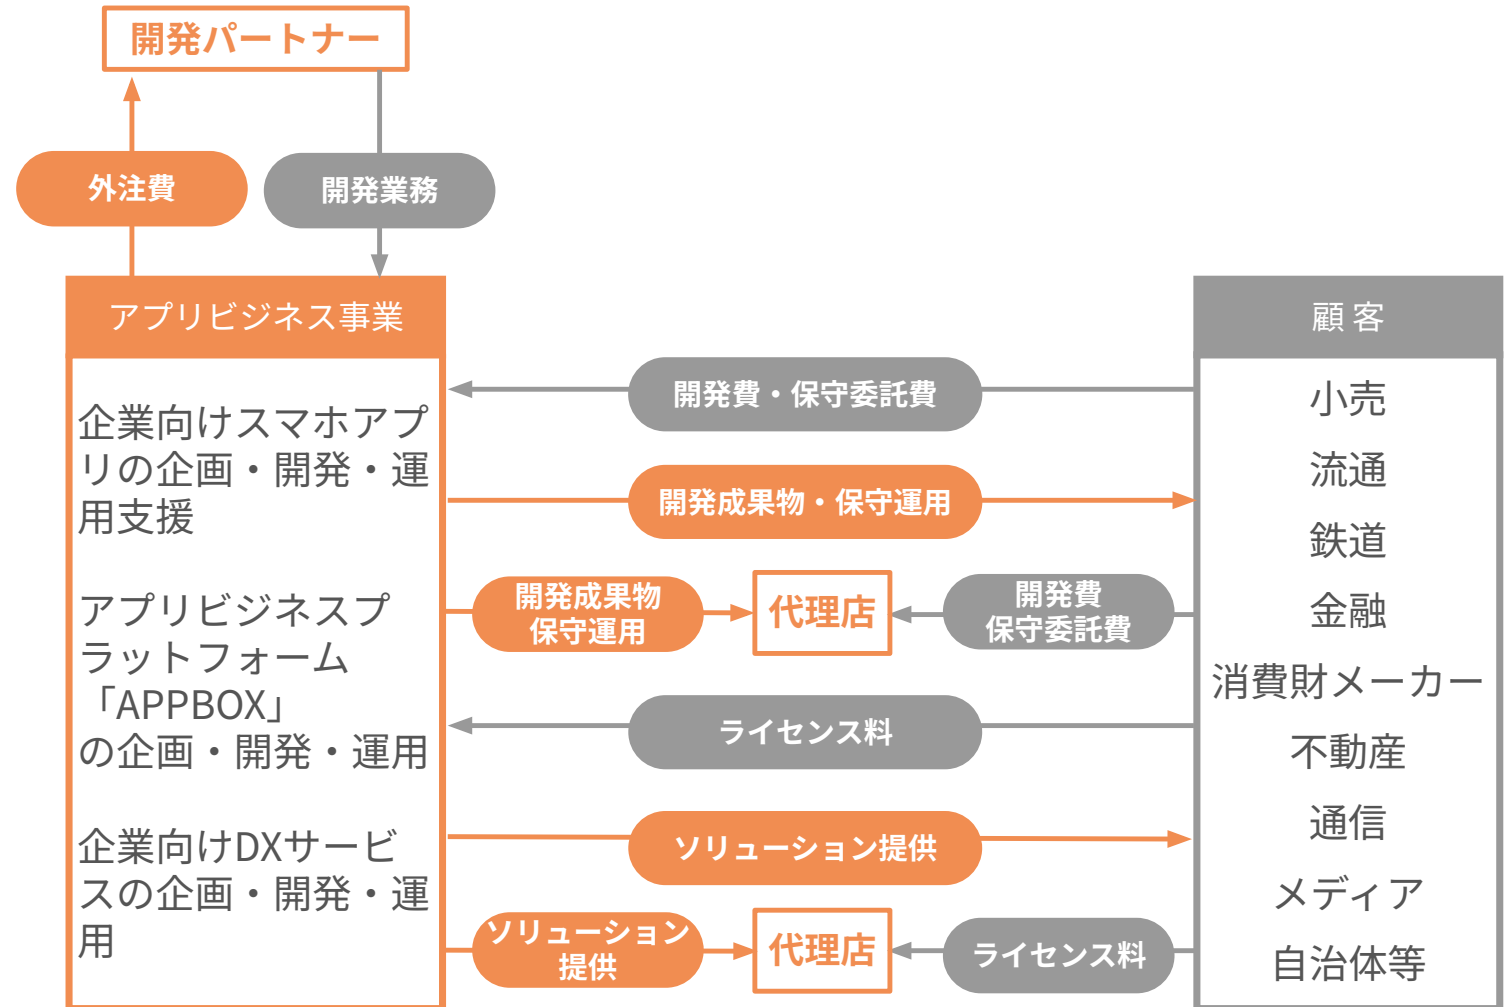 開発パートナー
外注費
開発業務
アプリビジネス事業
企業向けスマホアプ
リの企画・開発・運
用支援
アプリビジネスプ
ラットフォーム
「APPBOX」
の企画・開発・運用
企業向けDXサービ
スの企画・開発・運
用
開発費・保守委託費
開発成果物・保守運用
開発成果物
保守運用
代理店
開発費
保守委託費
ライセンス料
ソリューション提供
ソリューション
提供
代理店
ライセンス料
顧 客
小売
流通
鉄道
金融
消費財メーカー
不動産
通信
メディア
自治体等